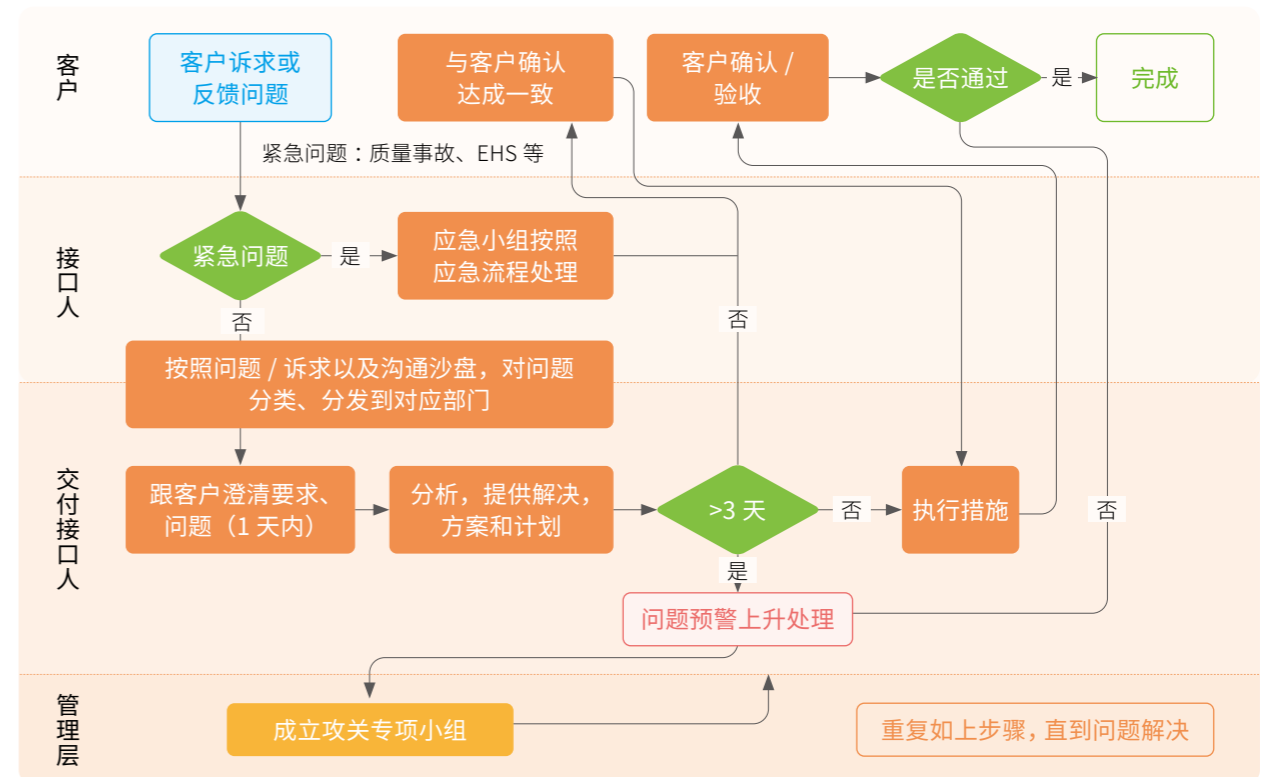 客户
客户诉求或
反馈问题
与客户确认
达成一致
客户确认 /
验收
是否通过
是
完成
紧急问题：质量事故、EHS 等
接口人
紧急问题
是
应急小组按照
应急流程处理
否
否
按照问题 / 诉求以及沟通沙盘，对问题
分类、分发到对应部门
交付接口人
跟客户澄清要求、
问题（1 天内）
分析，提供解决，
方案和计划
>3 天
否
执行措施
否
是
问题预警上升处理
管理层
成立攻关专项小组
重复如上步骤，直到问题解决